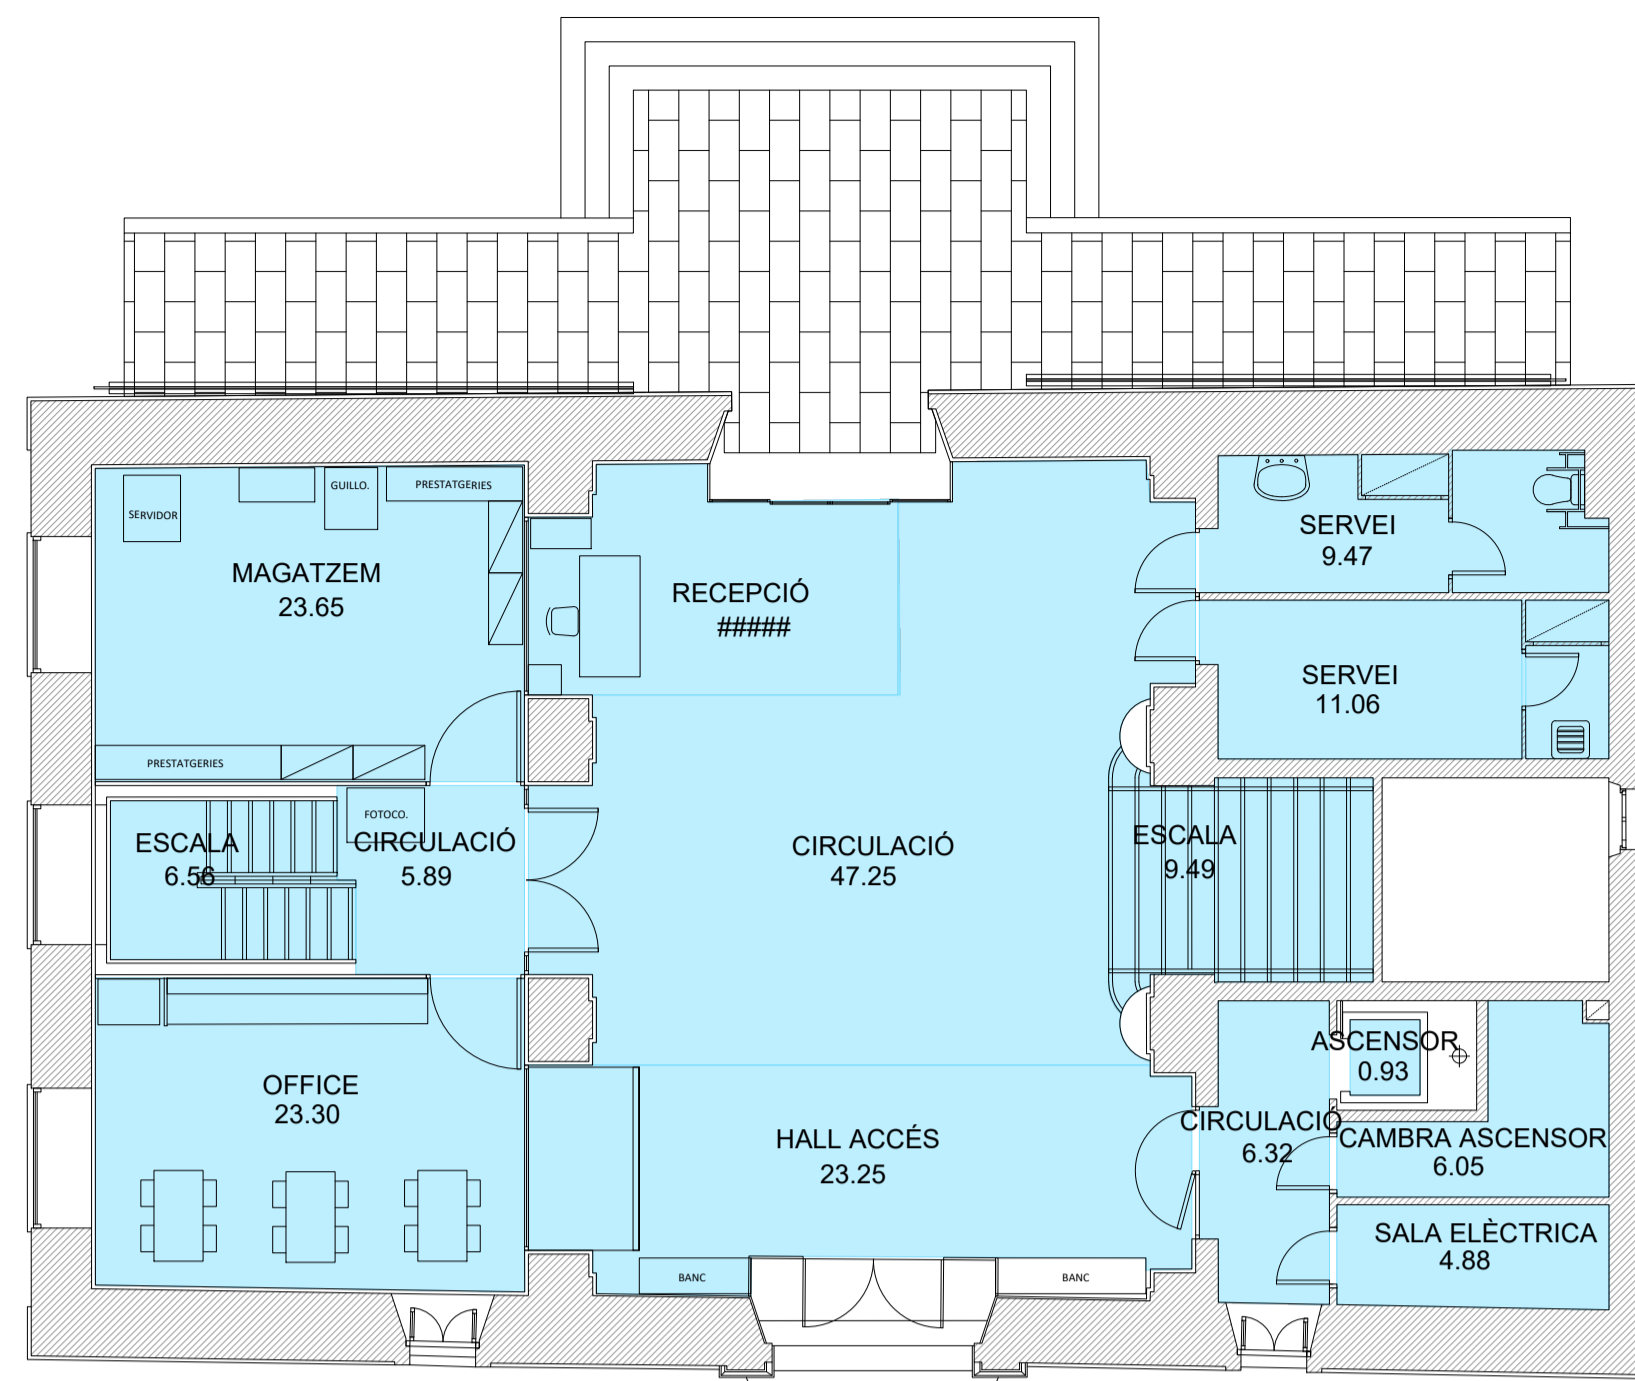 SERVIDOR
GUILLO.
PRESTATGERIES
MAGATZEM
23.65
PRESTATGERIES
RECEPCIÓ
#####
SERVEI
9.47
SERVEI
11.06
ESCALA
6.56
FOTOCO.
CIRCULACIÓ
5.89
CIRCULACIÓ
47.25
ESCALA
9.49
OFFICE
23.30
HALL ACCÉS
23.25
BANC
BANC
ASCENSOR
0.93
CIRCULACIÓ
6.32
CAMBRA ASCENSOR
6.05
SALA ELÈCTRICA
4.88